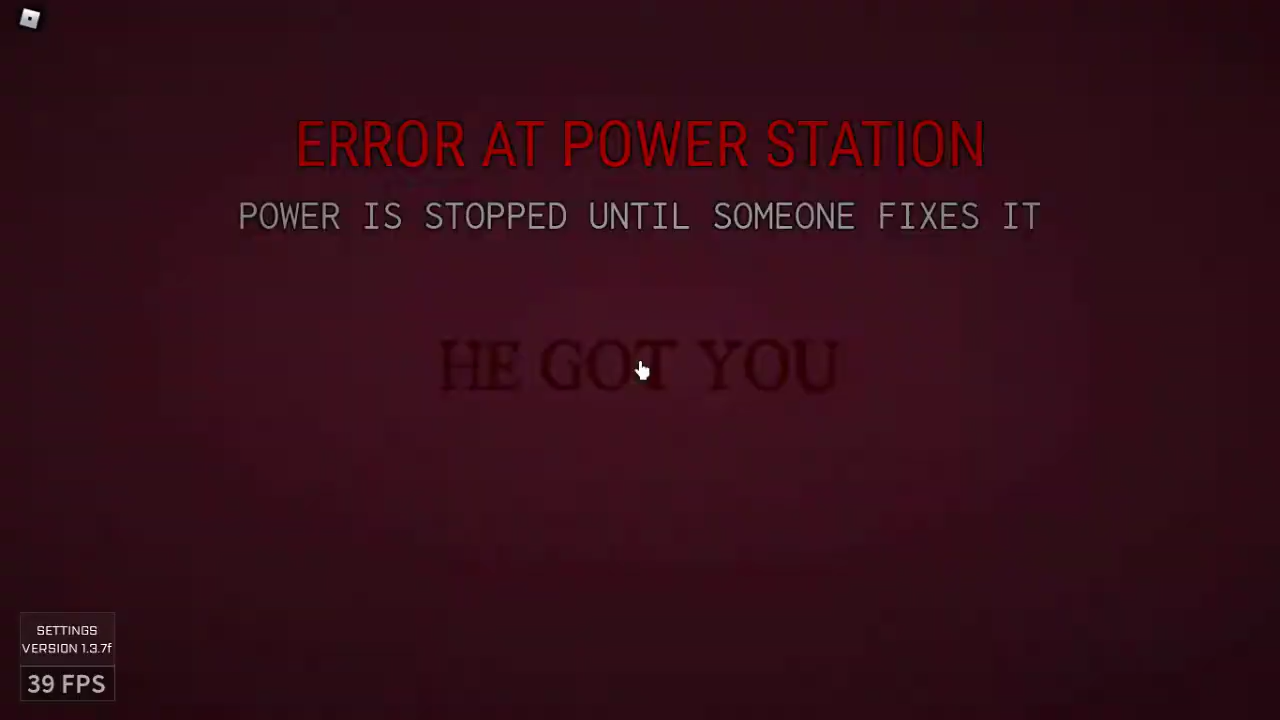 ERROR AT POWER STATION
POWER IS STOPPED UNTIL SOMEONE FIXES IT
HE GOT YOU
SETTINGS
VERSION 1.3.7f
39 FPS